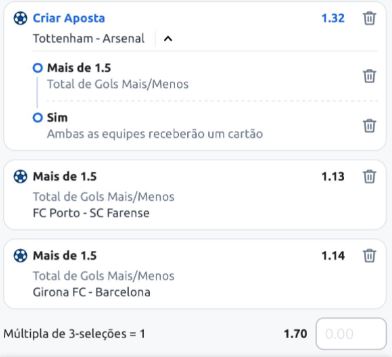 Criar Aposta 1.32
Tottenham - Arsenal
Mais de 1.5
Total de Gols Mais/Menos
Sim
Ambas as equipes receberão um cartão
Mais de 1.5 1.13
Total de Gols Mais/Menos
FC Porto - SC Farense
Mais de 1.5 1.14
Total de Gols Mais/Menos
Girona FC - Barcelona
Múltipla de 3-seleções = 1 1.70 0.00